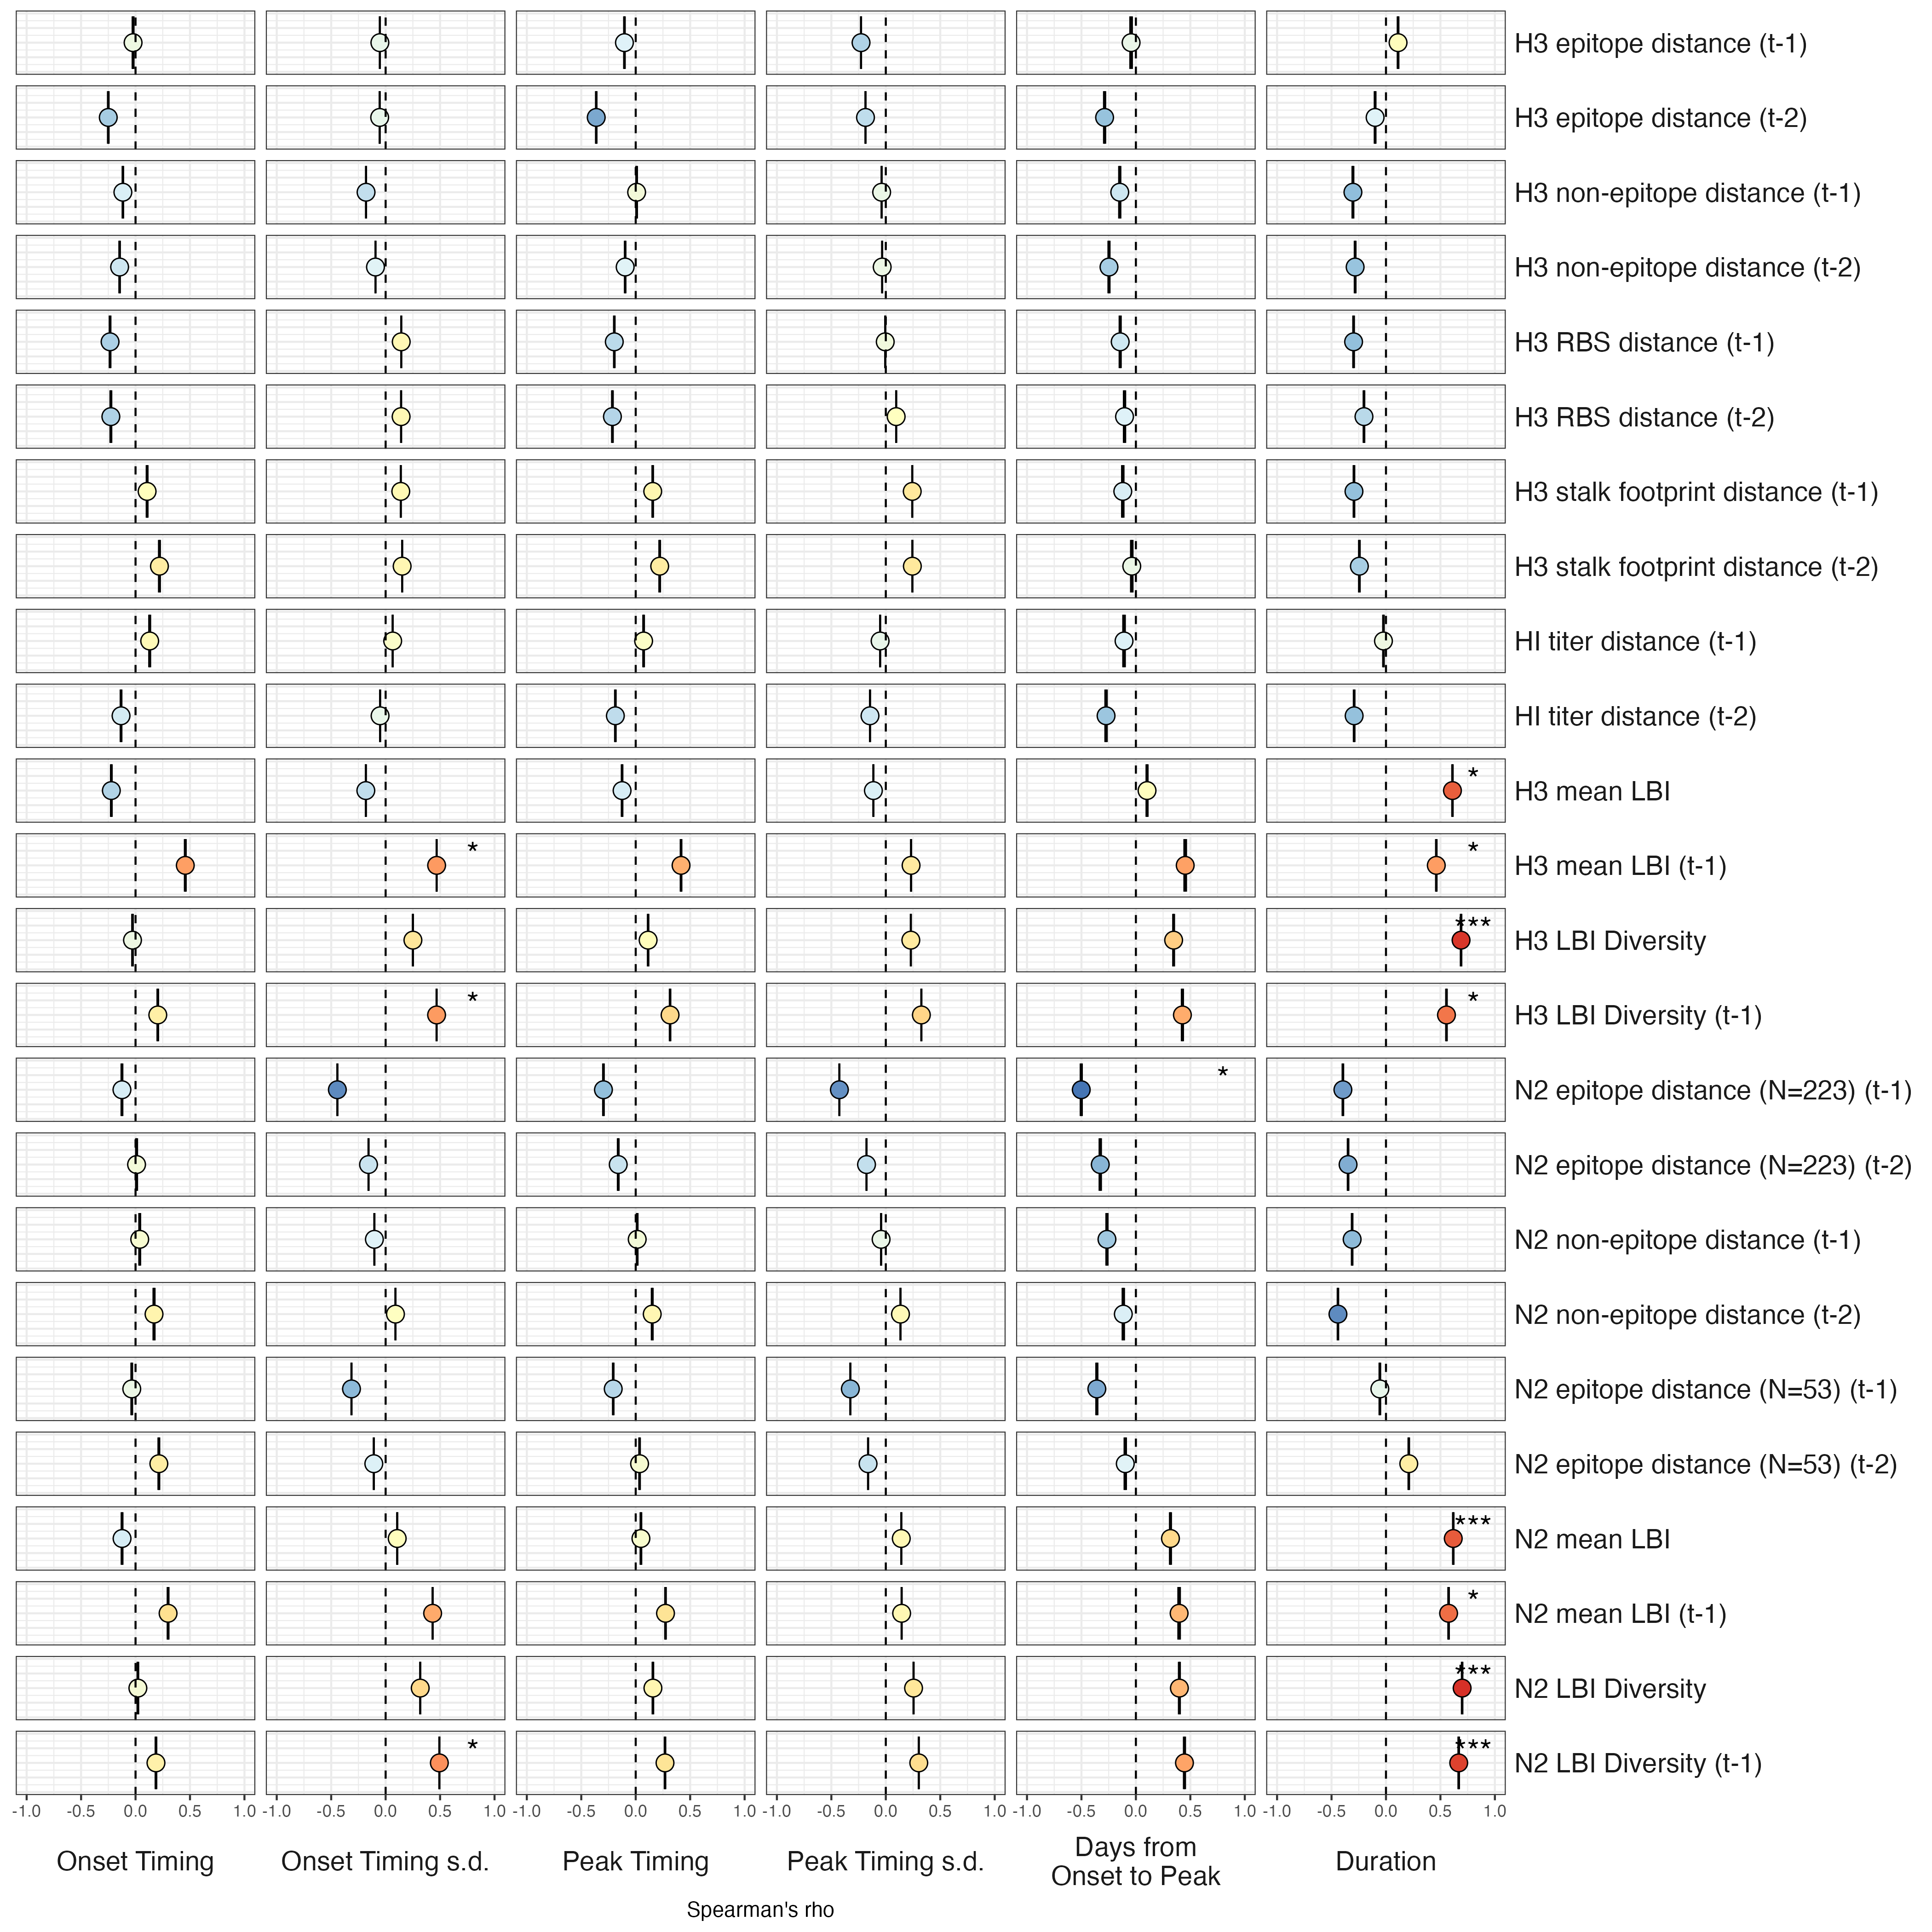 H3 epitope distance (t-1)
H3 epitope distance (t-2)
H3 non-epitope distance (t-1)
H3 non-epitope distance (t-2)
H3 RBS distance (t-1)
H3 RBS distance (t-2)
H3 stalk footprint distance (t-1)
H3 stalk footprint distance (t-2)
HI titer distance (t-1)
HI titer distance (t-2)
* H3 mean LBI
* * H3 mean LBI (t-1)
*** H3 LBI Diversity
* * H3 LBI Diversity (t-1)
* N2 epitope distance (N=223) (t-1)
N2 epitope distance (N=223) (t-2)
N2 non-epitope distance (t-1)
N2 non-epitope distance (t-2)
N2 epitope distance (N=53) (t-1)
N2 epitope distance (N=53) (t-2)
*** N2 mean LBI
* N2 mean LBI (t-1)
*** N2 LBI Diversity
* *** N2 LBI Diversity (t-1)
-1.0 -0.5 0.0 0.5 1.0 -1.0 -0.5 0.0 0.5 1.0 -1.0 -0.5 0.0 0.5 1.0 -1.0 -0.5 0.0 0.5 1.0 -1.0 -0.5 0.0 0.5 1.0 -1.0 -0.5 0.0 0.5 1.0
Onset Timing
Onset Timing s.d.
Peak Timing
Peak Timing s.d.
Days from
Onset to Peak
Duration
Spearman's rho